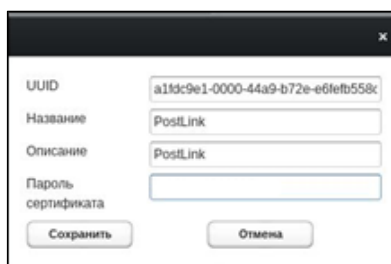 ×
UUID a1fdc9e1-0000-44a9-b72e-e6fefb558c
Название PostLink
Описание PostLink
Пароль
сертификата
Сохранить Отмена